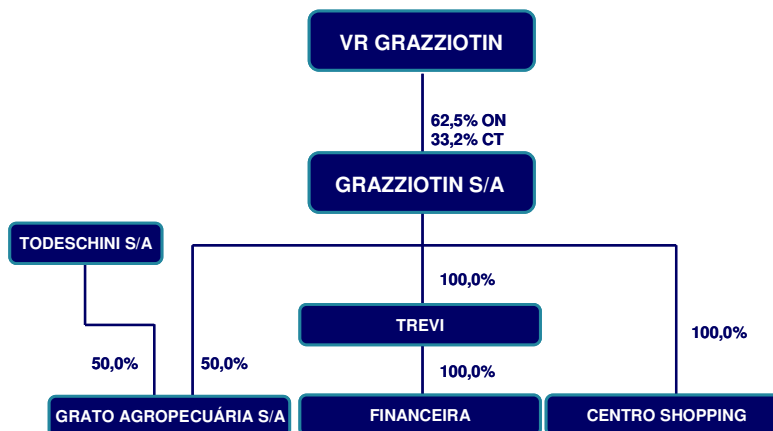 VR GRAZZIOTIN
62,5% ON
33,2% CT
GRAZZIOTIN S/A
TODESCHINI S/A
100,0%
TREVI
100,0%
50,0%
50,0%
100,0%
GRATO AGROPECUÁRIA S/A
FINANCEIRA
CENTRO SHOPPING